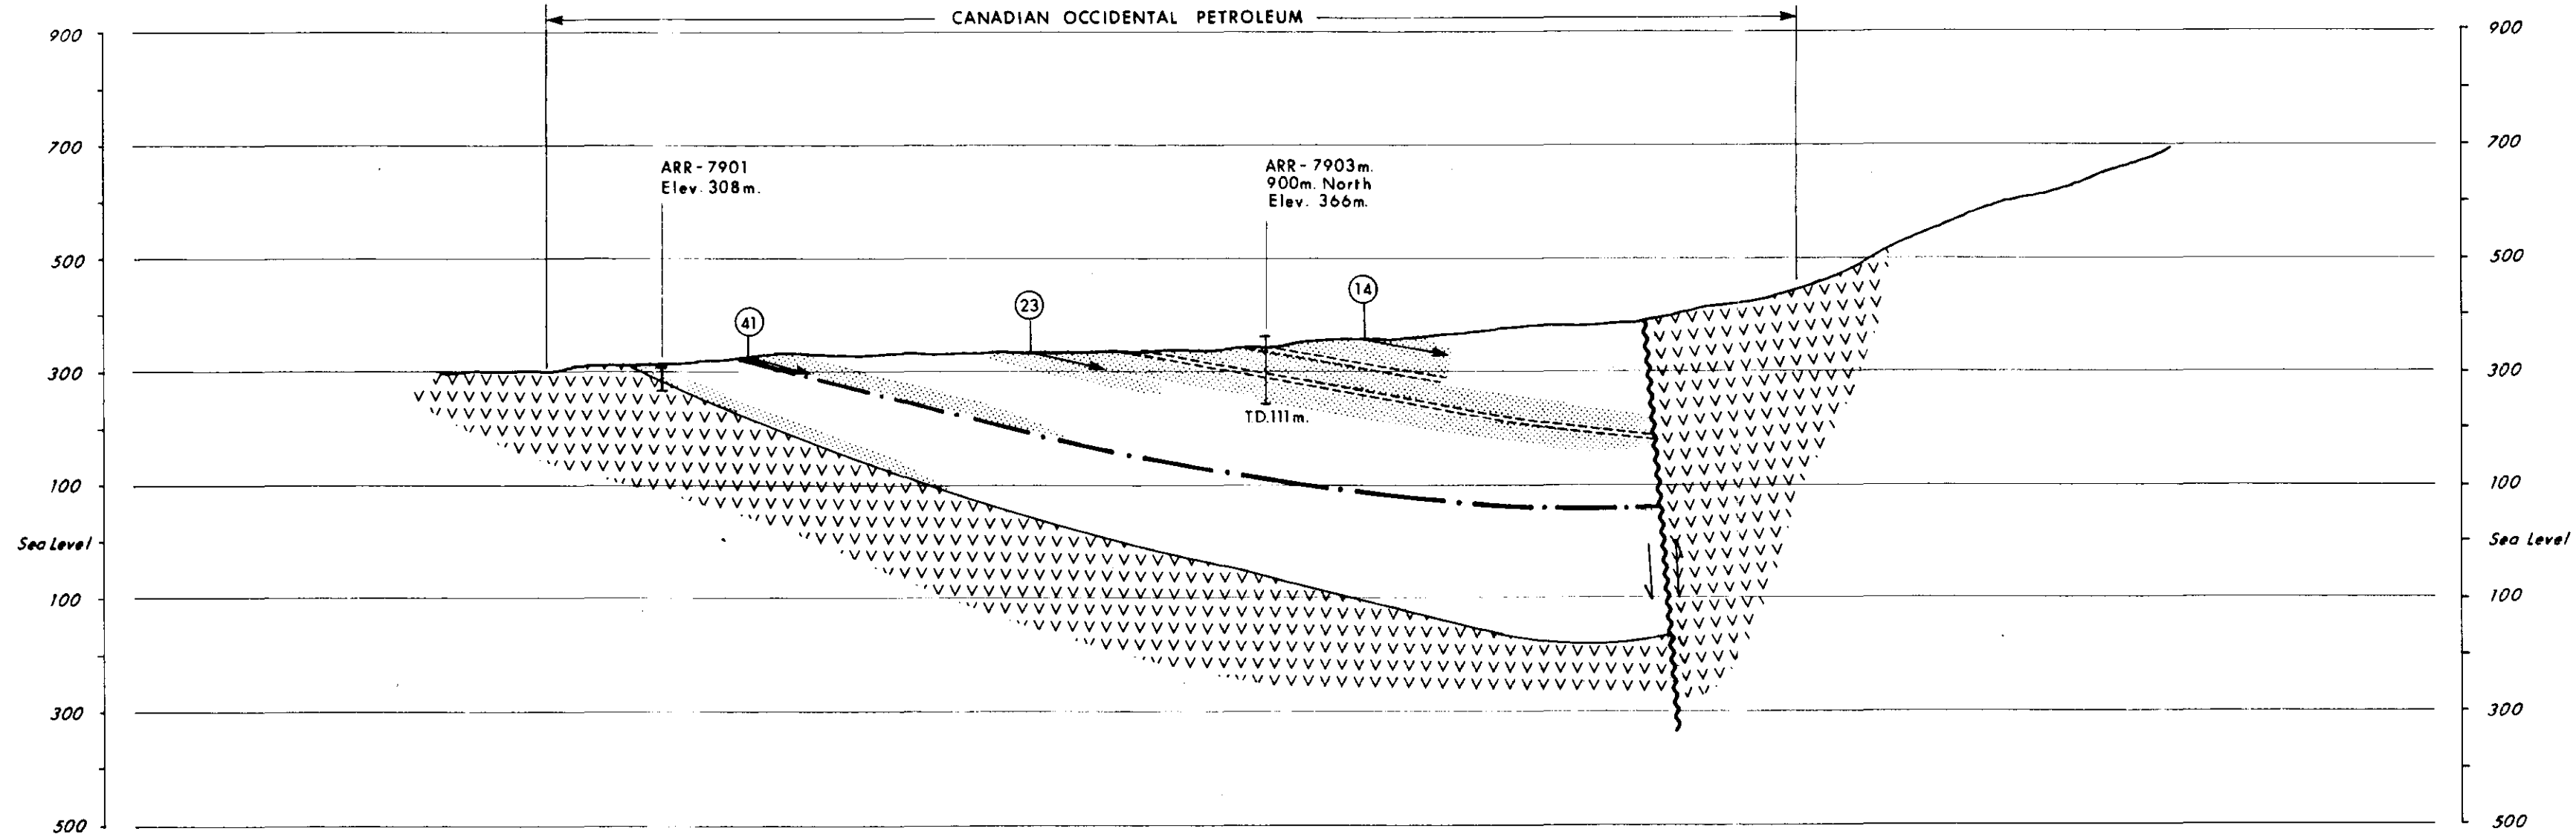 CANADIAN OCCIDENTAL PETROLEUM
900
900
700
700
ARR-7901
Elev. 308m.
ARR-7903m.
900m. North
Elev. 366m.
500
500
14
23
41
300
300
T.D. 111m.
100
100
Sea Level
Sea Level
100
100
300
300
500
500